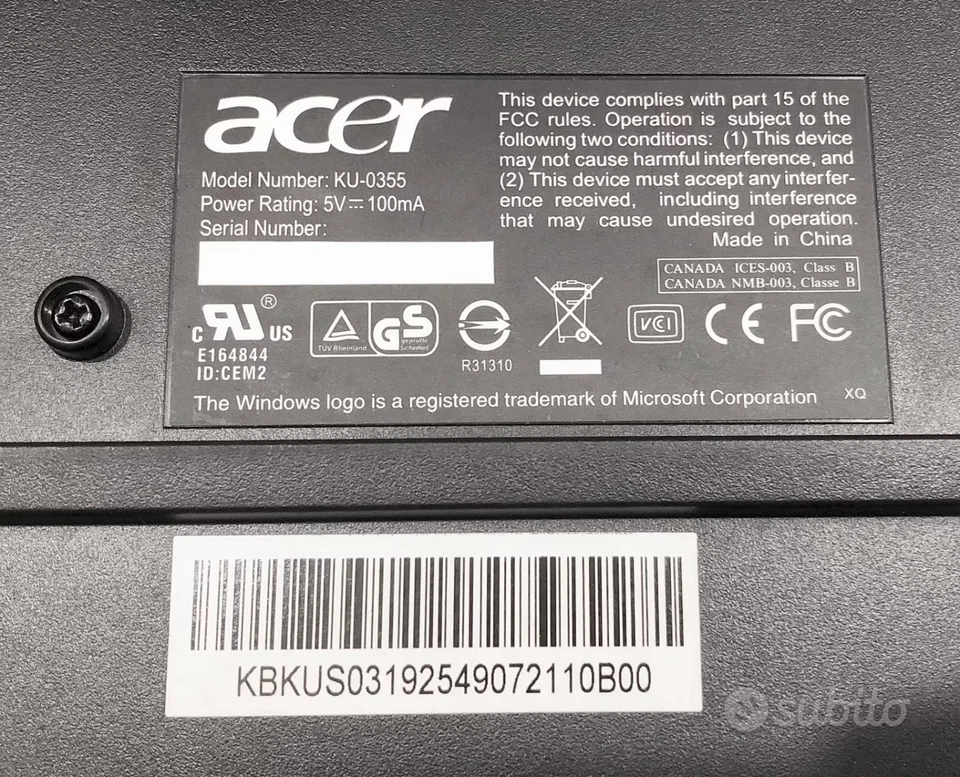 acer
Model Number: KU-0355
Power Rating: 5V⎓100mA
Serial Number:
This device complies with part 15 of the
FCC rules. Operation is subject to the
following two conditions: (1) This device
may not cause harmful interference, and
(2) This device must accept any interfer-
ence received, including interference
that may cause undesired operation.
Made in China
CANADA ICES-003, Class B
CANADA NMB-003, Classe B
c RU US ®
E164844
ID:CEM2
TÜV Rheinland
GS
geprüfte
Sicherheit
R31310
VCI
CE
FC
The Windows logo is a registered trademark of Microsoft Corporation
XQ
KBKUS03192549072110B00
subito